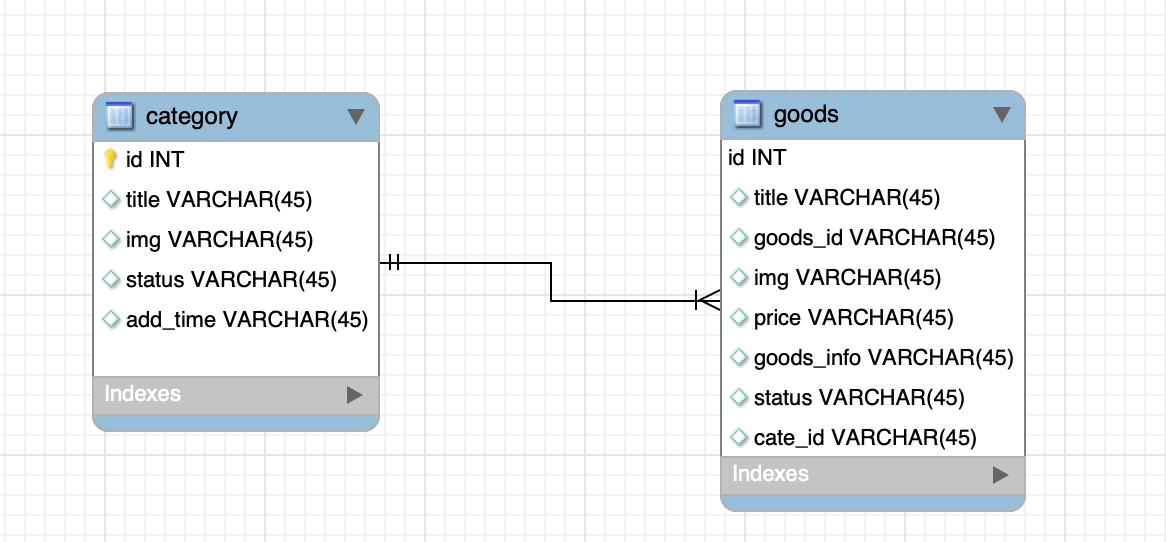 category
id INT
title VARCHAR(45)
img VARCHAR(45)
status VARCHAR(45)
add_time VARCHAR(45)
Indexes
goods
id INT
title VARCHAR(45)
goods_id VARCHAR(45)
img VARCHAR(45)
price VARCHAR(45)
goods_info VARCHAR(45)
status VARCHAR(45)
cate_id VARCHAR(45)
Indexes